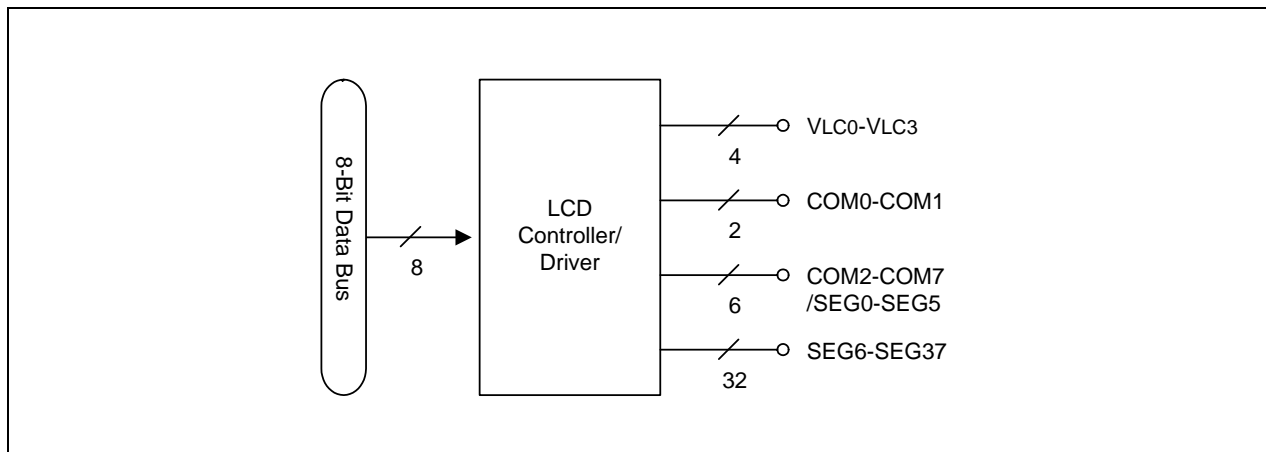 8-Bit Data Bus
8
LCD
Controller/
Driver
VLC0-VLC3
4
COM0-COM1
2
COM2-COM7
/SEG0-SEG5
6
SEG6-SEG37
32